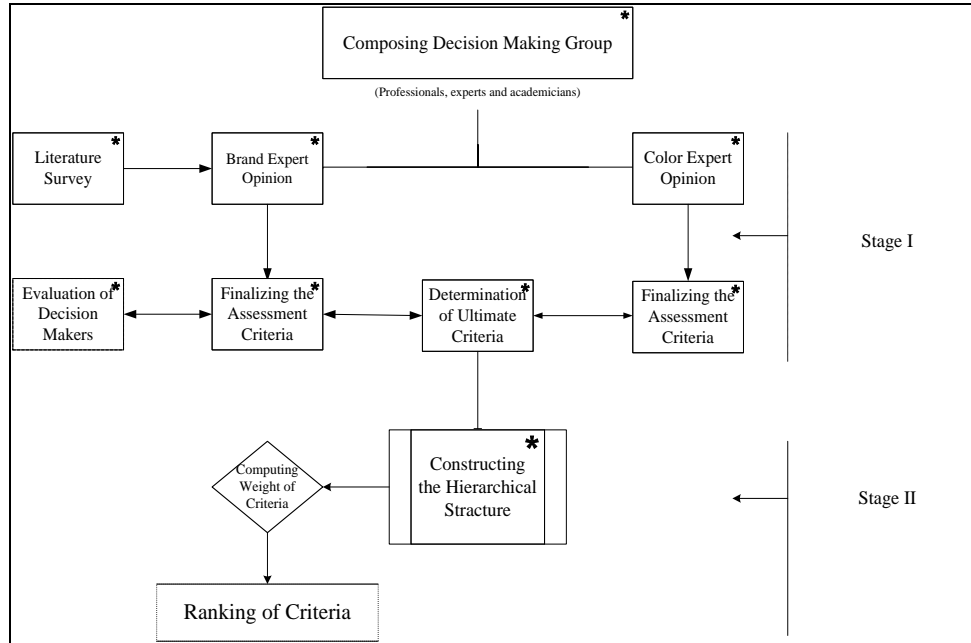 *
Composing Decision Making Group
(Professionals, experts and academicians)
*
Literature
Survey
*
Brand Expert
Opinion
*
Color Expert
Opinion
Stage I
*
Evaluation of
Decision
Makers
*
Finalizing the
Assessment
Criteria
*
Determination
of Ultimate
Criteria
*
Finalizing the
Assessment
Criteria
*
Constructing
the Hierarchical
Stracture
Computing
Weight of
Criteria
Stage II
Ranking of Criteria